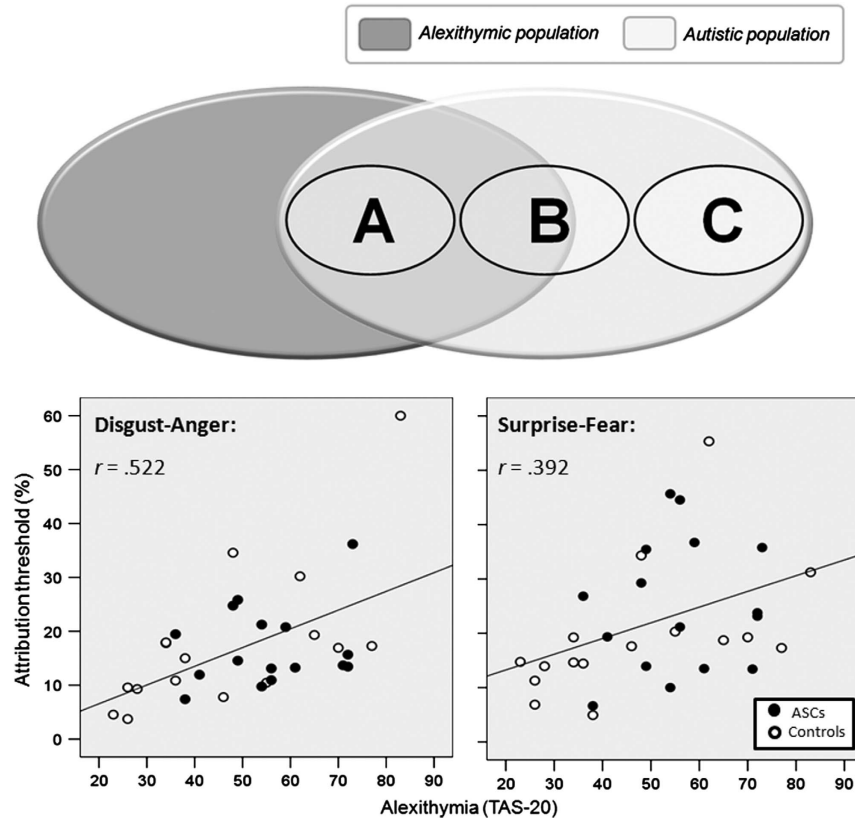 Alexithymic population
Autistic population
A B C
Disgust-Anger:
r = .522
Surprise-Fear:
r = .392
Attribution threshold (%)
60
50
40
30
20
10
0
ASCs
Controls
20 30 40 50 60 70 80 90
20 30 40 50 60 70 80 90
Alexithymia (TAS-20)